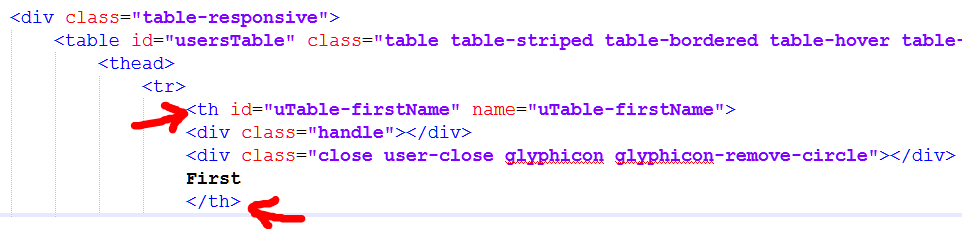 <div class="table-responsive">
<table id="usersTable" class="table table-striped table-bordered table-hover table-
<thead>
<tr>
<th id="uTable-firstName" name="uTable-firstName">
<div class="handle"></div>
<div class="close user-close glyphicon glyphicon-remove-circle"></div>
First
</th>